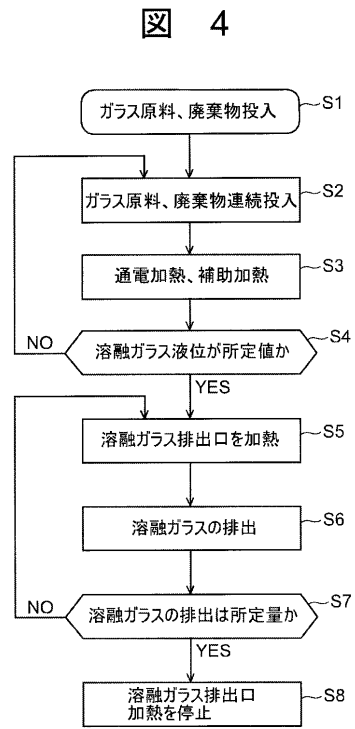 図 4
ガラス原料、廃棄物投入
S1
ガラス原料、廃棄物連続投入
S2
通電加熱、補助加熱
S3
溶融ガラス液位が所定値か
S4
NO
YES
溶融ガラス排出口を加熱
S5
溶融ガラスの排出
S6
溶融ガラスの排出は所定量か
S7
NO
YES
溶融ガラス排出口
加熱を停止
S8